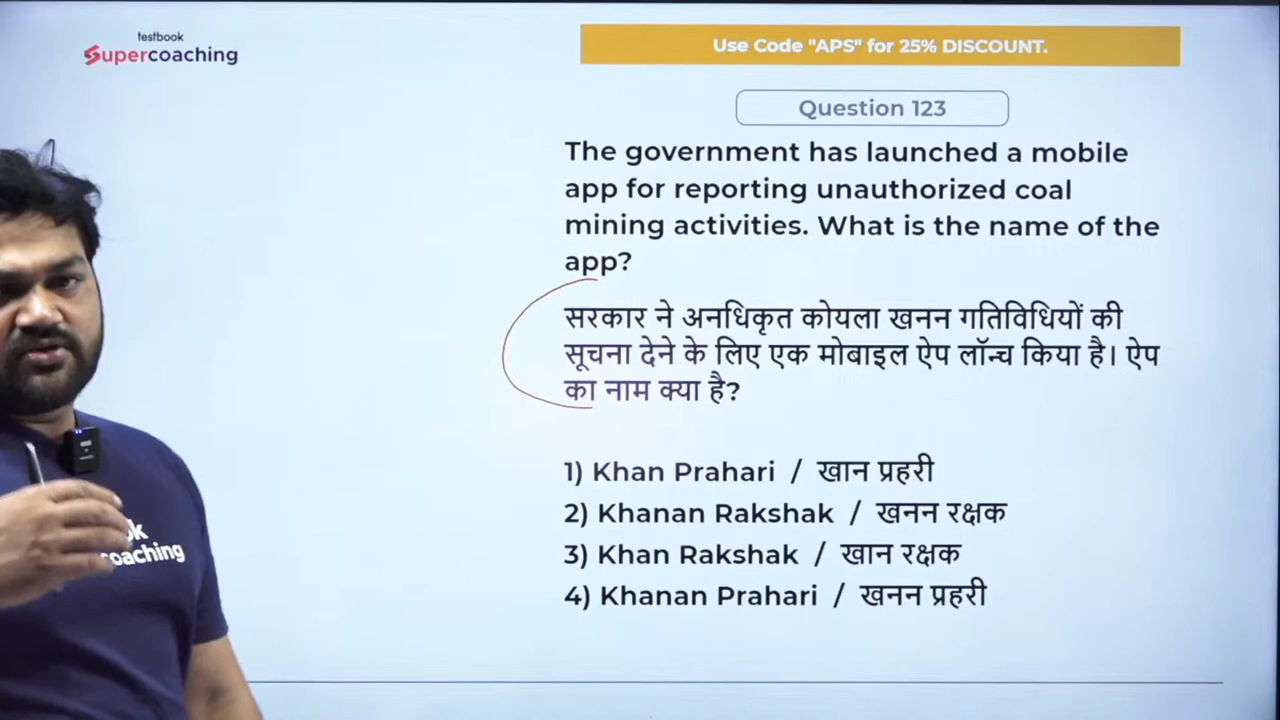 testbook
Supercoaching
Use Code "APS" for 25% DISCOUNT.
Question 123
The government has launched a mobile
app for reporting unauthorized coal
mining activities. What is the name of the
app?
सरकार ने अनधिकृत कोयला खनन गतिविधियों की
सूचना देने के लिए एक मोबाइल ऐप लॉन्च किया है। ऐप
का नाम क्या है?
1) Khan Prahari / खान प्रहरी
2) Khanan Rakshak / खनन रक्षक
3) Khan Rakshak / खान रक्षक
4) Khanan Prahari / खनन प्रहरी
ok
coaching